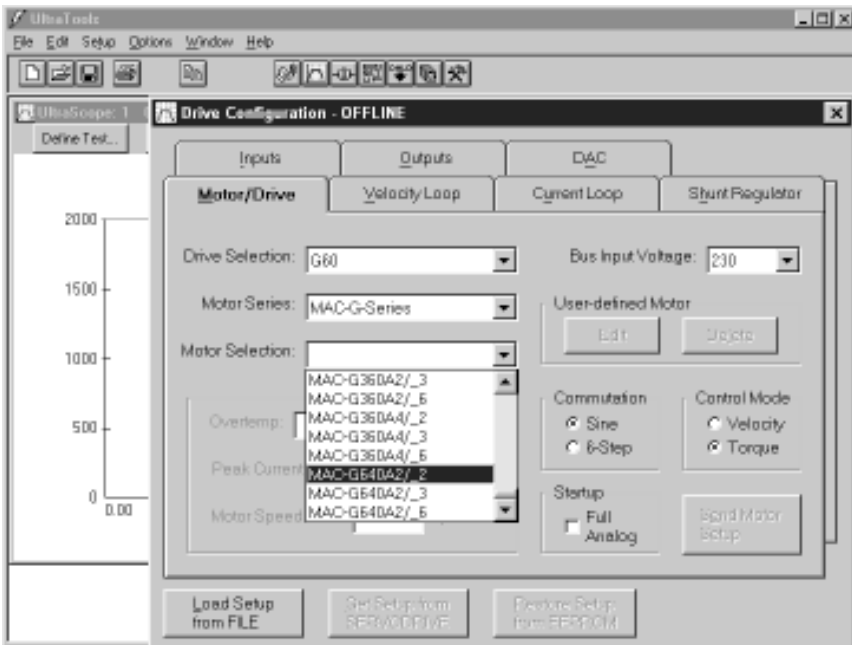 UltraTools
File Edit Setup Options Window Help
UltraScope: 1
Define Test...
2000
1500
1000
500
0
0.00
Drive Configuration - OFFLINE
Inputs Outputs DAC
Motor/Drive Velocity Loop Current Loop Shunt Regulator
Drive Selection: G60
Bus Input Voltage: 230
Motor Series: MAC-G-Series
User-defined Motor
Edit Delete
Motor Selection:
MAC-G360A2/_3
MAC-G360A2/_6
MAC-G360A4/_2
MAC-G360A4/_3
MAC-G360A4/_6
MAC-G640A2/_2
MAC-G640A2/_3
MAC-G640A2/_6
Overtemp:
Peak Current
Motor Speed
Commutation
Sine
6-Step
Control Mode
Velocity
Torque
Startup
Full
Analog
Send Motor
Setup
Load Setup
from FILE
Get Setup from
SERVODRIVE
Restore Setup
from EEPROM